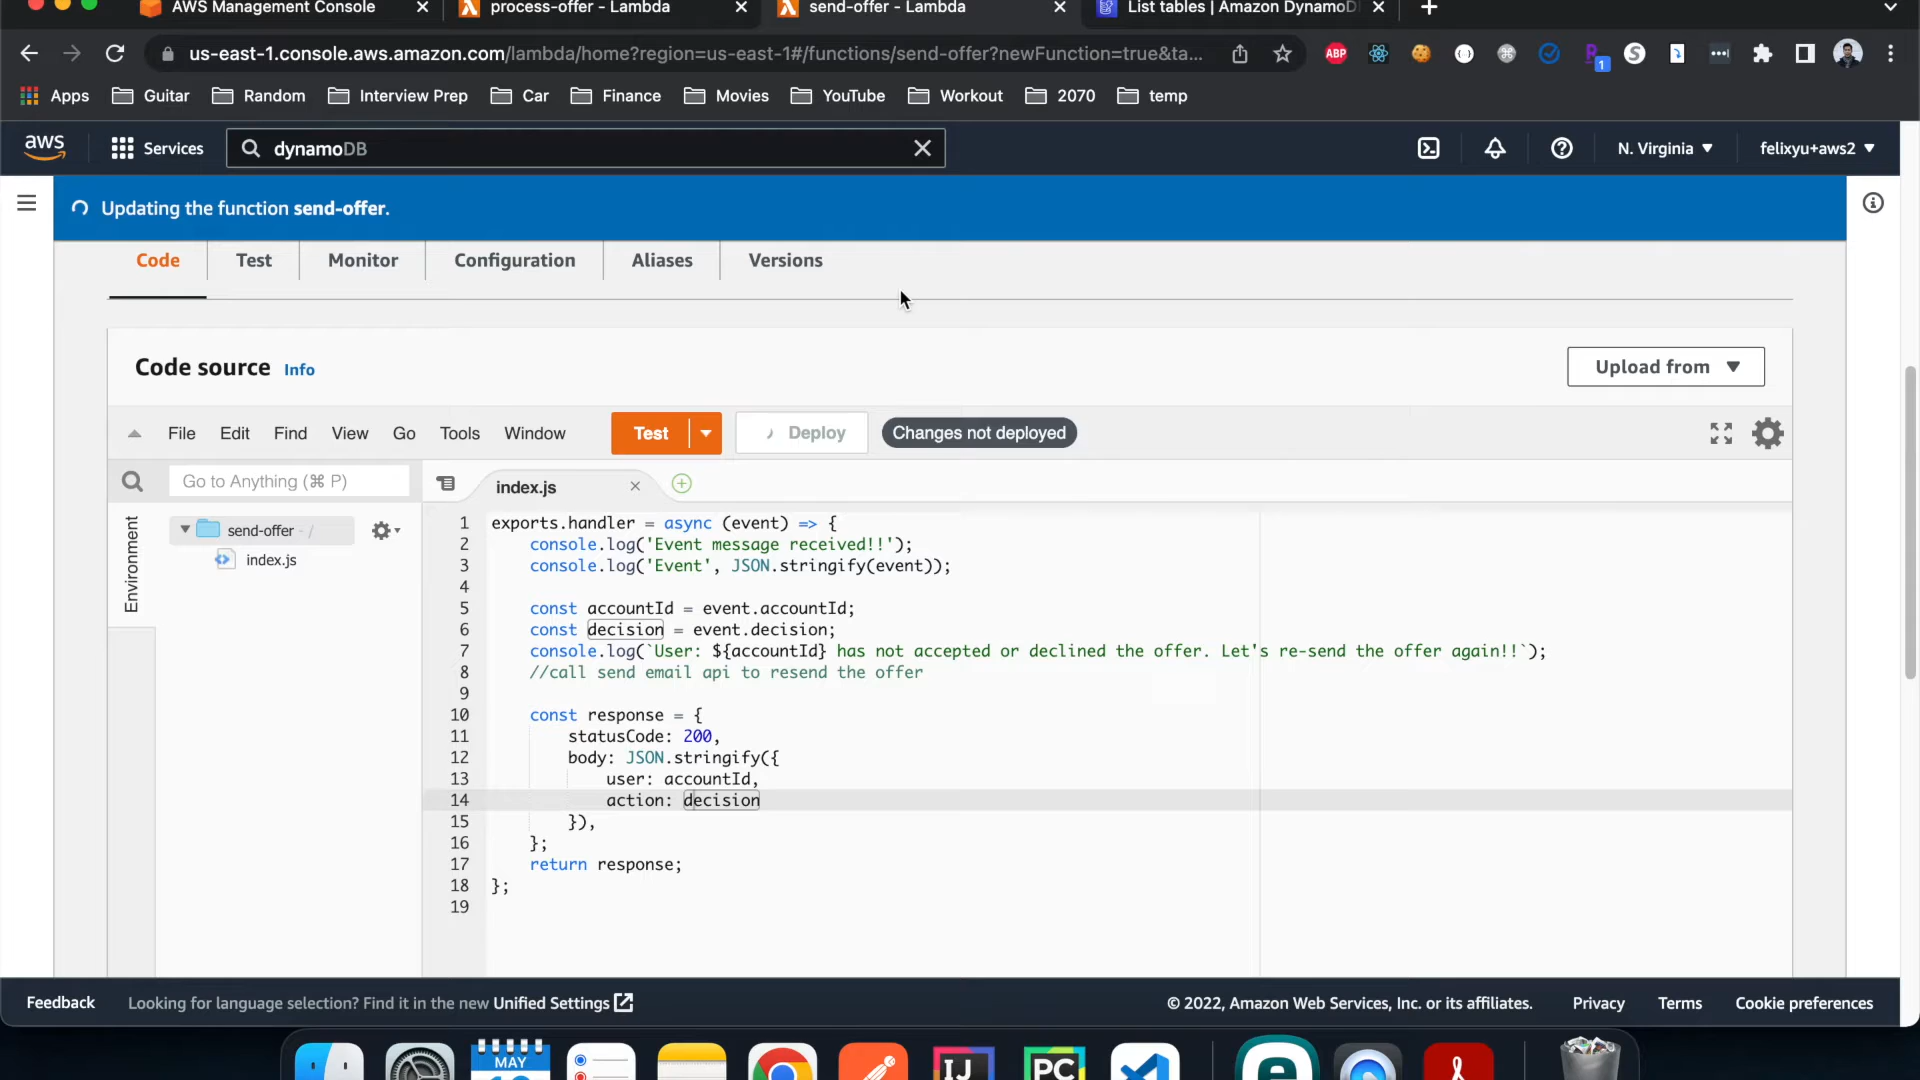 AWS Management Console
process-offer - Lambda
send-offer - Lambda
List tables | Amazon DynamoD
us-east-1.console.aws.amazon.com/lambda/home?region=us-east-1#/functions/send-offer?newFunction=true&ta...
ABP
1
Apps
Guitar
Random
Interview Prep
Car
Finance
Movies
YouTube
Workout
2070
temp
aws
Services
dynamoDB
N. Virginia
felixyu+aws2
Updating the function send-offer.
Code
Test
Monitor
Configuration
Aliases
Versions
Code source
Info
Upload from
File
Edit
Find
View
Go
Tools
Window
Test
Deploy
Changes not deployed
Go to Anything (⌘ P)
index.js
Environment
send-offer - /
index.js
1 exports.handler = async (event) => {
2 console.log('Event message received!!');
3 console.log('Event', JSON.stringify(event));
4
5 const accountId = event.accountId;
6 const decision = event.decision;
7 console.log(`User: ${accountId} has not accepted or declined the offer. Let's re-send the offer again!!`);
8 //call send email api to resend the offer
9
10 const response = {
11 statusCode: 200,
12 body: JSON.stringify({
13 user: accountId,
14 action: decision
15 }),
16 };
17 return response;
18 };
19
Feedback
Looking for language selection? Find it in the new Unified Settings
© 2022, Amazon Web Services, Inc. or its affiliates.
Privacy
Terms
Cookie preferences
MAY
IJ
PC